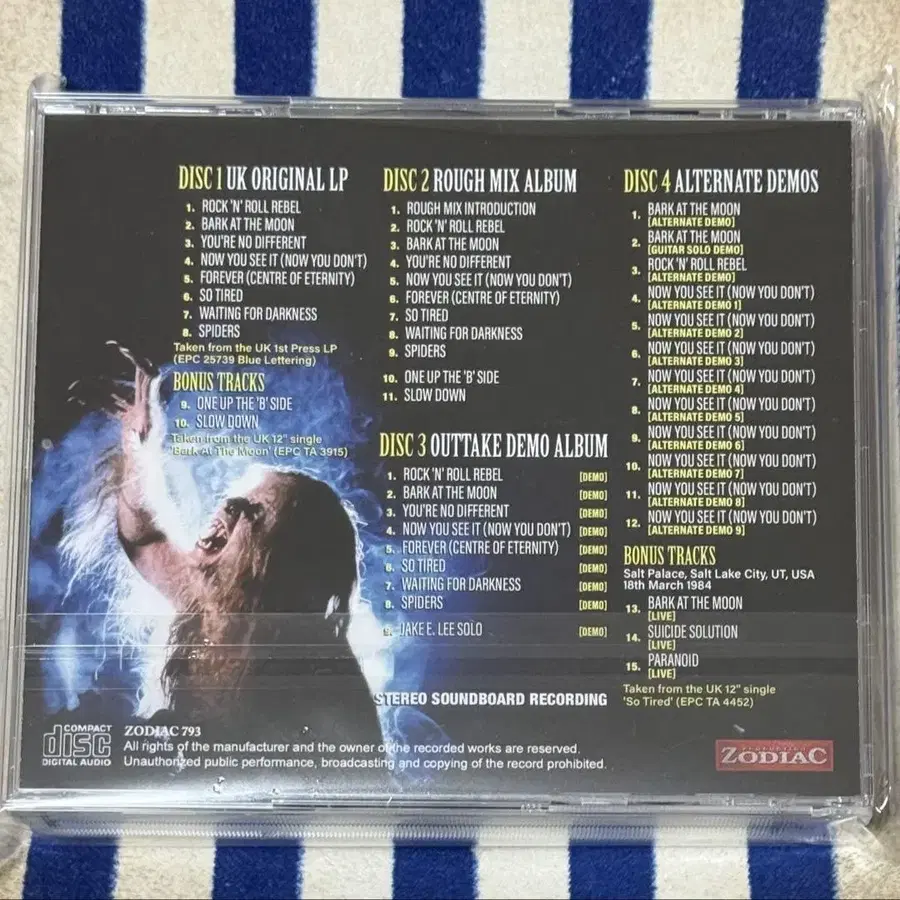 DISC 1 UK ORIGINAL LP
1. ROCK 'N' ROLL REBEL
2. BARK AT THE MOON
3. YOU'RE NO DIFFERENT
4. NOW YOU SEE IT (NOW YOU DON'T)
5. FOREVER (CENTRE OF ETERNITY)
6. SO TIRED
7. WAITING FOR DARKNESS
8. SPIDERS
Taken from the UK 1st Press LP
(EPC 25739 Blue Lettering)
BONUS TRACKS
9. ONE UP THE 'B' SIDE
10. SLOW DOWN
Taken from the UK 12" single
'Bark At The Moon' (EPC TA 3915)
DISC 2 ROUGH MIX ALBUM
1. ROUGH MIX INTRODUCTION
2. ROCK 'N' ROLL REBEL
3. BARK AT THE MOON
4. YOU'RE NO DIFFERENT
5. NOW YOU SEE IT (NOW YOU DON'T)
6. FOREVER (CENTRE OF ETERNITY)
7. SO TIRED
8. WAITING FOR DARKNESS
9. SPIDERS
10. ONE UP THE 'B' SIDE
11. SLOW DOWN
DISC 3 OUTTAKE DEMO ALBUM
1. ROCK 'N' ROLL REBEL [DEMO]
2. BARK AT THE MOON [DEMO]
3. YOU'RE NO DIFFERENT [DEMO]
4. NOW YOU SEE IT (NOW YOU DON'T) [DEMO]
5. FOREVER (CENTRE OF ETERNITY) [DEMO]
6. SO TIRED [DEMO]
7. WAITING FOR DARKNESS [DEMO]
8. SPIDERS [DEMO]
9. JAKE E. LEE SOLO [DEMO]
STEREO SOUNDBOARD RECORDING
DISC 4 ALTERNATE DEMOS
1. BARK AT THE MOON
[ALTERNATE DEMO]
2. BARK AT THE MOON
[GUITAR SOLO DEMO]
3. ROCK 'N' ROLL REBEL
[ALTERNATE DEMO]
4. NOW YOU SEE IT (NOW YOU DON'T)
[ALTERNATE DEMO 1]
5. NOW YOU SEE IT (NOW YOU DON'T)
[ALTERNATE DEMO 2]
6. NOW YOU SEE IT (NOW YOU DON'T)
[ALTERNATE DEMO 3]
7. NOW YOU SEE IT (NOW YOU DON'T)
[ALTERNATE DEMO 4]
8. NOW YOU SEE IT (NOW YOU DON'T)
[ALTERNATE DEMO 5]
9. NOW YOU SEE IT (NOW YOU DON'T)
[ALTERNATE DEMO 6]
10. NOW YOU SEE IT (NOW YOU DON'T)
[ALTERNATE DEMO 7]
11. NOW YOU SEE IT (NOW YOU DON'T)
[ALTERNATE DEMO 8]
12. NOW YOU SEE IT (NOW YOU DON'T)
[ALTERNATE DEMO 9]
BONUS TRACKS
Salt Palace, Salt Lake City, UT, USA
18th March 1984
13. BARK AT THE MOON
[LIVE]
14. SUICIDE SOLUTION
[LIVE]
15. PARANOID
[LIVE]
Taken from the UK 12" single
'So Tired' (EPC TA 4452)
COMPACT
disc
DIGITAL AUDIO
ZODIAC 793
All rights of the manufacturer and the owner of the recorded works are reserved.
Unauthorized public performance, broadcasting and copying of the record prohibited.
ZODIAC